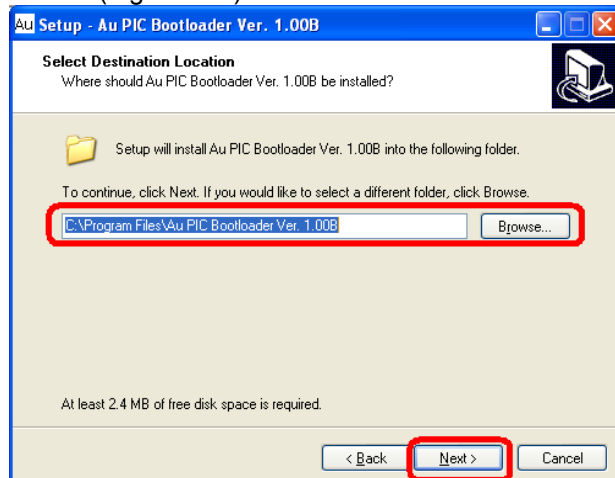 Au Setup - Au PIC Bootloader Ver. 1.00B
Select Destination Location
Where should Au PIC Bootloader Ver. 1.00B be installed?
Setup will install Au PIC Bootloader Ver. 1.00B into the following folder.
To continue, click Next. If you would like to select a different folder, click Browse.
C:\Program Files\Au PIC Bootloader Ver. 1.00B Browse...
At least 2.4 MB of free disk space is required.
< Back Next > Cancel